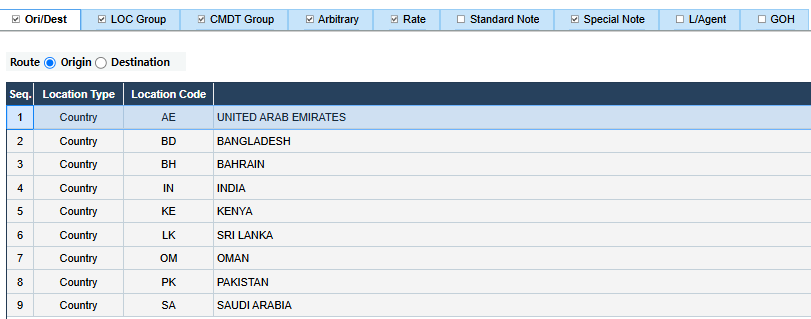 Ori/Dest LOC Group CMDT Group Arbitrary Rate Standard Note Special Note L/Agent GOH
Route Origin Destination
Seq. Location Type Location Code
1 Country AE UNITED ARAB EMIRATES
2 Country BD BANGLADESH
3 Country BH BAHRAIN
4 Country IN INDIA
5 Country KE KENYA
6 Country LK SRI LANKA
7 Country OM OMAN
8 Country PK PAKISTAN
9 Country SA SAUDI ARABIA